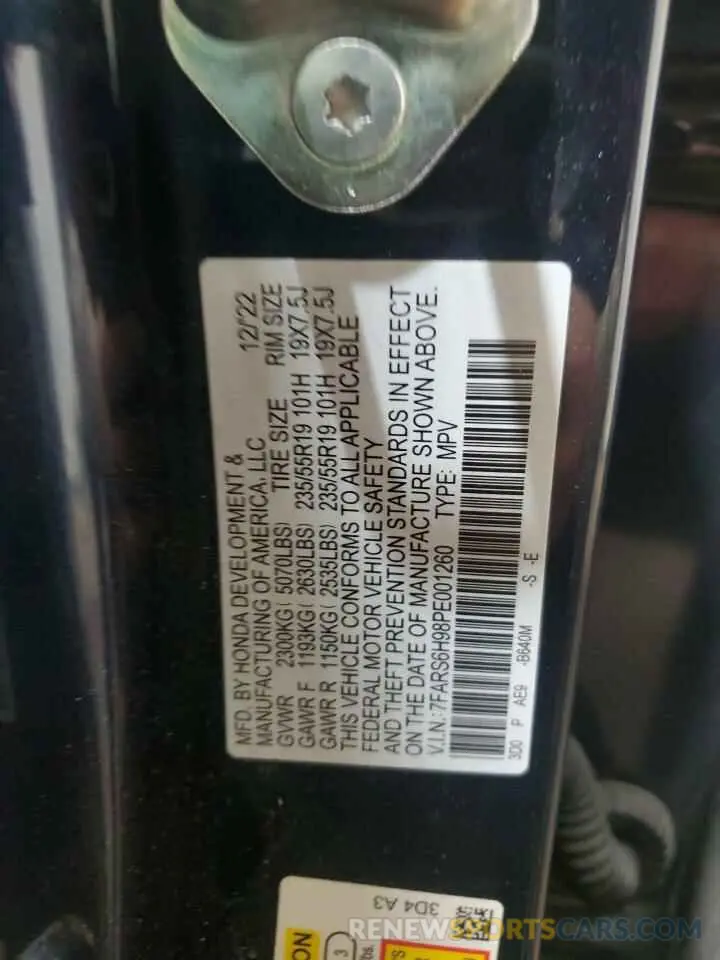 MFD. BY HONDA DEVELOPMENT &
MANUFACTURING OF AMERICA, LLC 12/'22
GVWR 2300KG ( 5070LBS) TIRE SIZE RIM SIZE
GAWR F 1193KG ( 2630LBS) 235/55R19 101H 19X7.5J
GAWR R 1150KG ( 2535LBS) 235/55R19 101H 19X7.5J
THIS VEHICLE CONFORMS TO ALL APPLICABLE
FEDERAL MOTOR VEHICLE SAFETY
AND THEFT PREVENTION STANDARDS IN EFFECT
ON THE DATE OF MANUFACTURE SHOWN ABOVE.
V.I.N.: 7FARS6H98PE001260 TYPE: MPV
3D0 P AE9 -B640M -S -E
3D4 A3
3
RENEWSPORTSCARS.COM